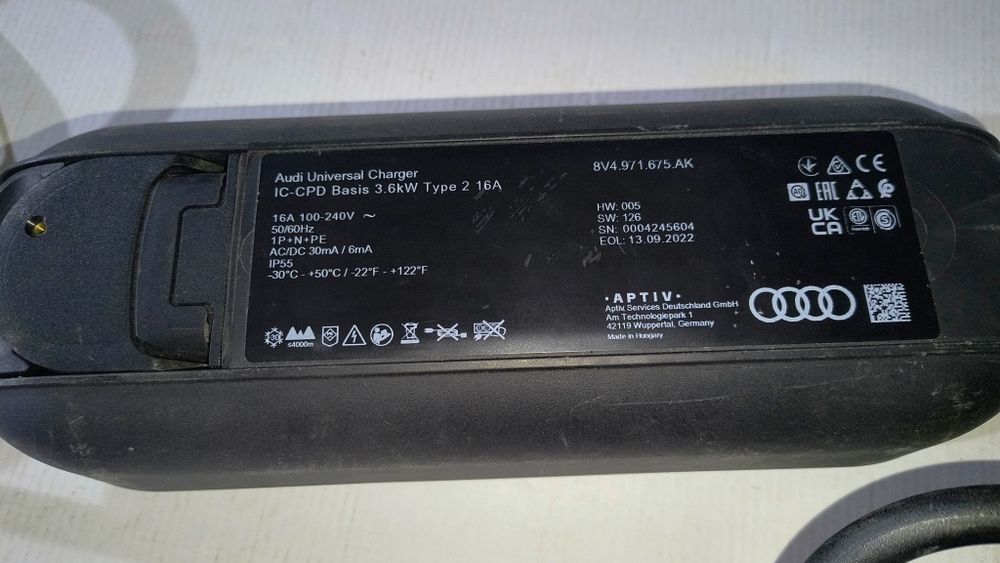 Audi Universal Charger
IC-CPD Basis 3.6kW Type 2 16A
16A 100-240V ~
50/60Hz
1P+N+PE
AC/DC 30mA / 6mA
IP55
-30°C - +50°C / -22°F - +122°F
≤4000m
8V4.971.675.AK
HW: 005
SW: 126
SN: 0004245604
EOL: 13.09.2022
CE
EAC
UK
CA
·APTIV·
Aptiv Services Deutschland GmbH
Am Technologiepark 1
42119 Wuppertal, Germany
Made in Hungary